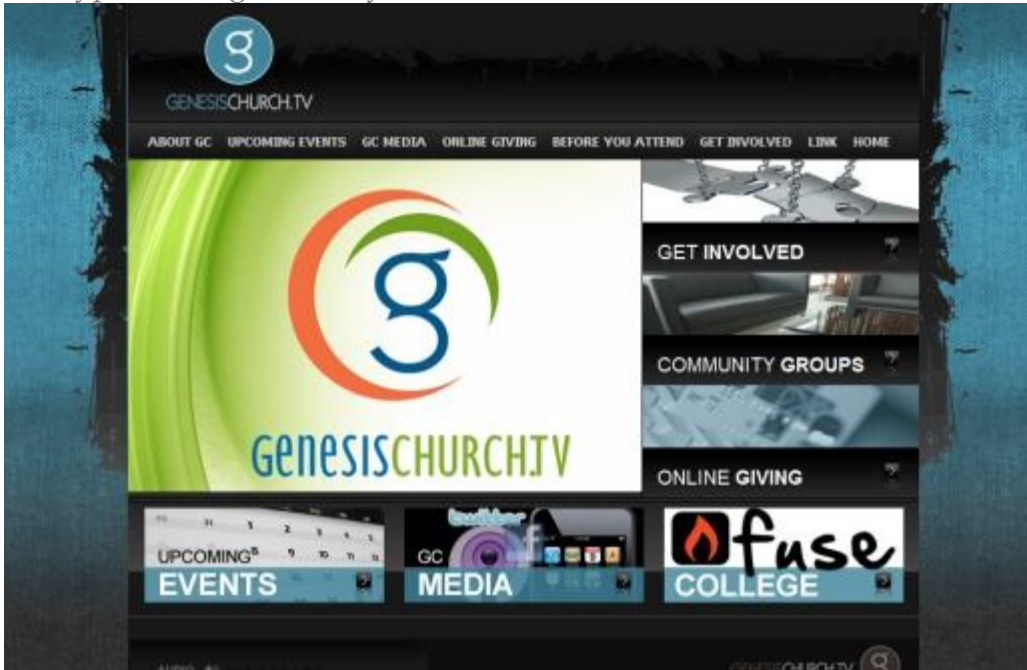 g
GENESISCHURCH.TV
ABOUT GC UPCOMING EVENTS GC MEDIA ONLINE GIVING BEFORE YOU ATTEND GET INVOLVED LINK HOME
g
GENESISCHURCH.TV
GET INVOLVED
COMMUNITY GROUPS
ONLINE GIVING
UPCOMING
EVENTS
twitter
GC
MEDIA
fuse
COLLEGE
AUDIO
GENESISCHURCH.TV g